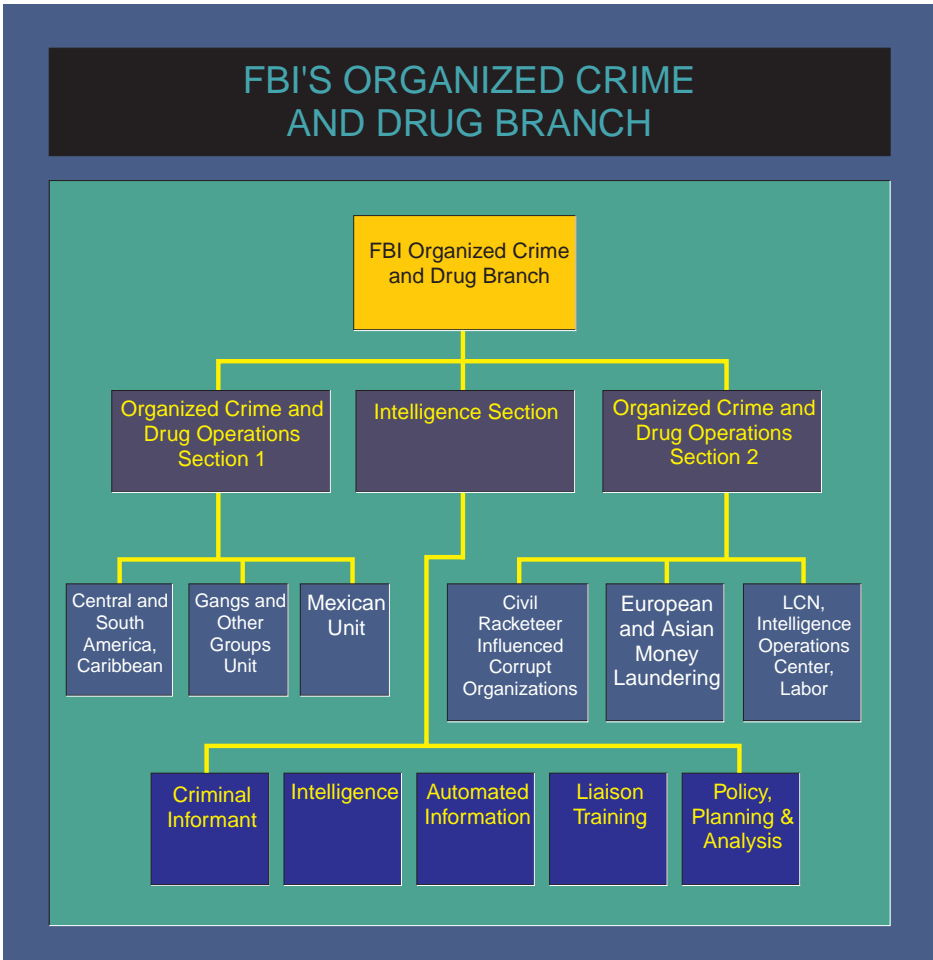 FBI'S ORGANIZED CRIME
AND DRUG BRANCH
FBI Organized Crime
and Drug Branch
Organized Crime and
Drug Operations
Section 1
Intelligence Section
Organized Crime and
Drug Operations
Section 2
Central and
South
America,
Caribbean
Gangs and
Other
Groups
Unit
Mexican
Unit
Civil
Racketeer
Influenced
Corrupt
Organizations
European
and Asian
Money
Laundering
LCN,
Intelligence
Operations
Center,
Labor
Criminal
Informant
Intelligence
Automated
Information
Liaison
Training
Policy,
Planning &
Analysis